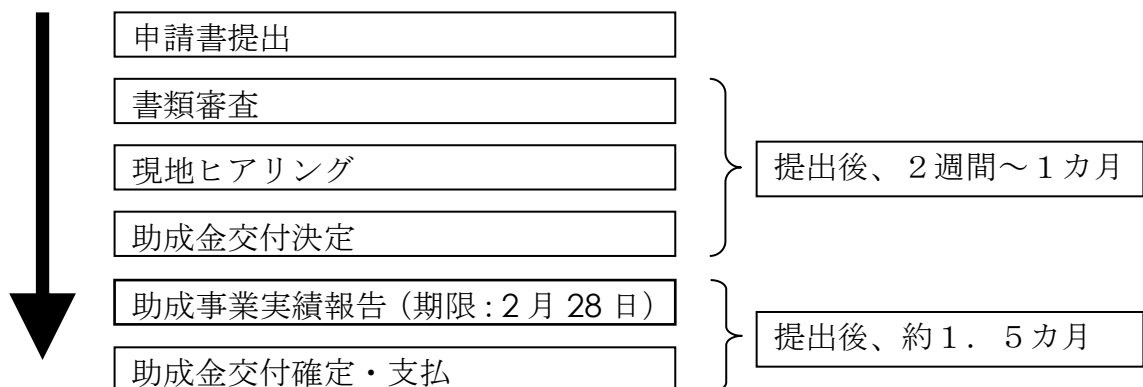 申請書提出
書類審査
現地ヒアリング
提出後、２週間～１カ月
助成金交付決定
助成事業実績報告（期限：2月28日）
提出後、約１．５カ月
助成金交付確定・支払